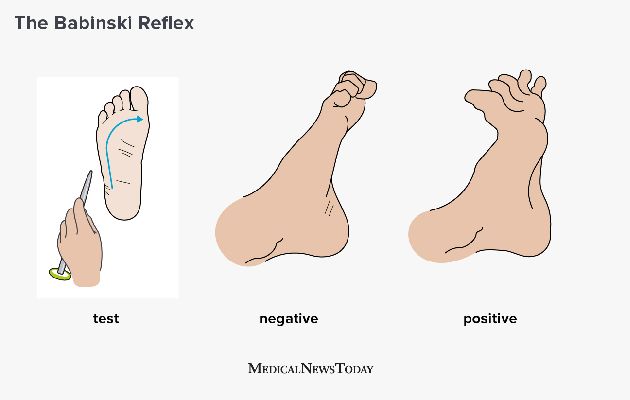 The Babinski Reflex
test
negative
positive
MEDICALNEWSTODAY